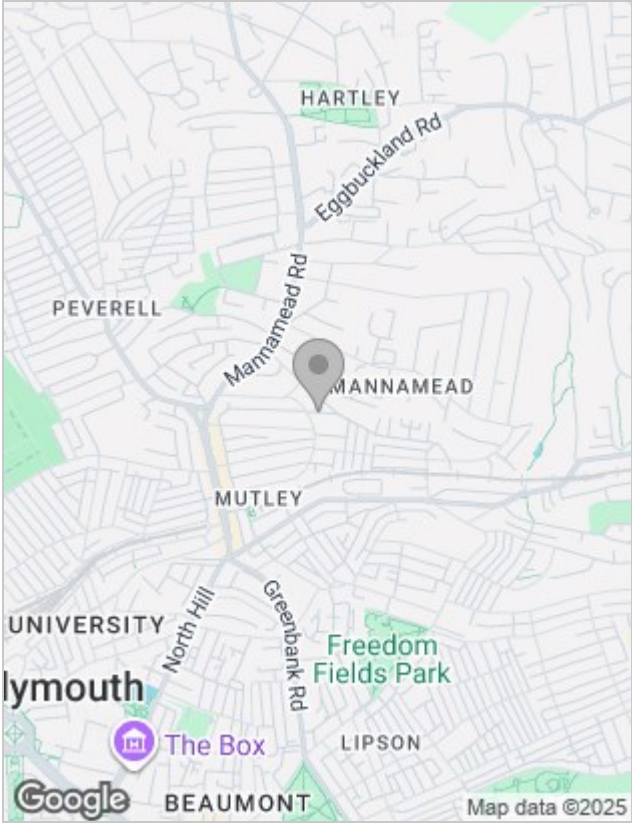 HARTLEY
Eggbuckland Rd
PEVERELL
Mannamead Rd
MANNAMEAD
MUTLEY
UNIVERSITY
North Hill
Greenbank Rd
Freedom
Fields Park
lymouth
The Box
LIPSON
Google
BEAUMONT
Map data ©2025